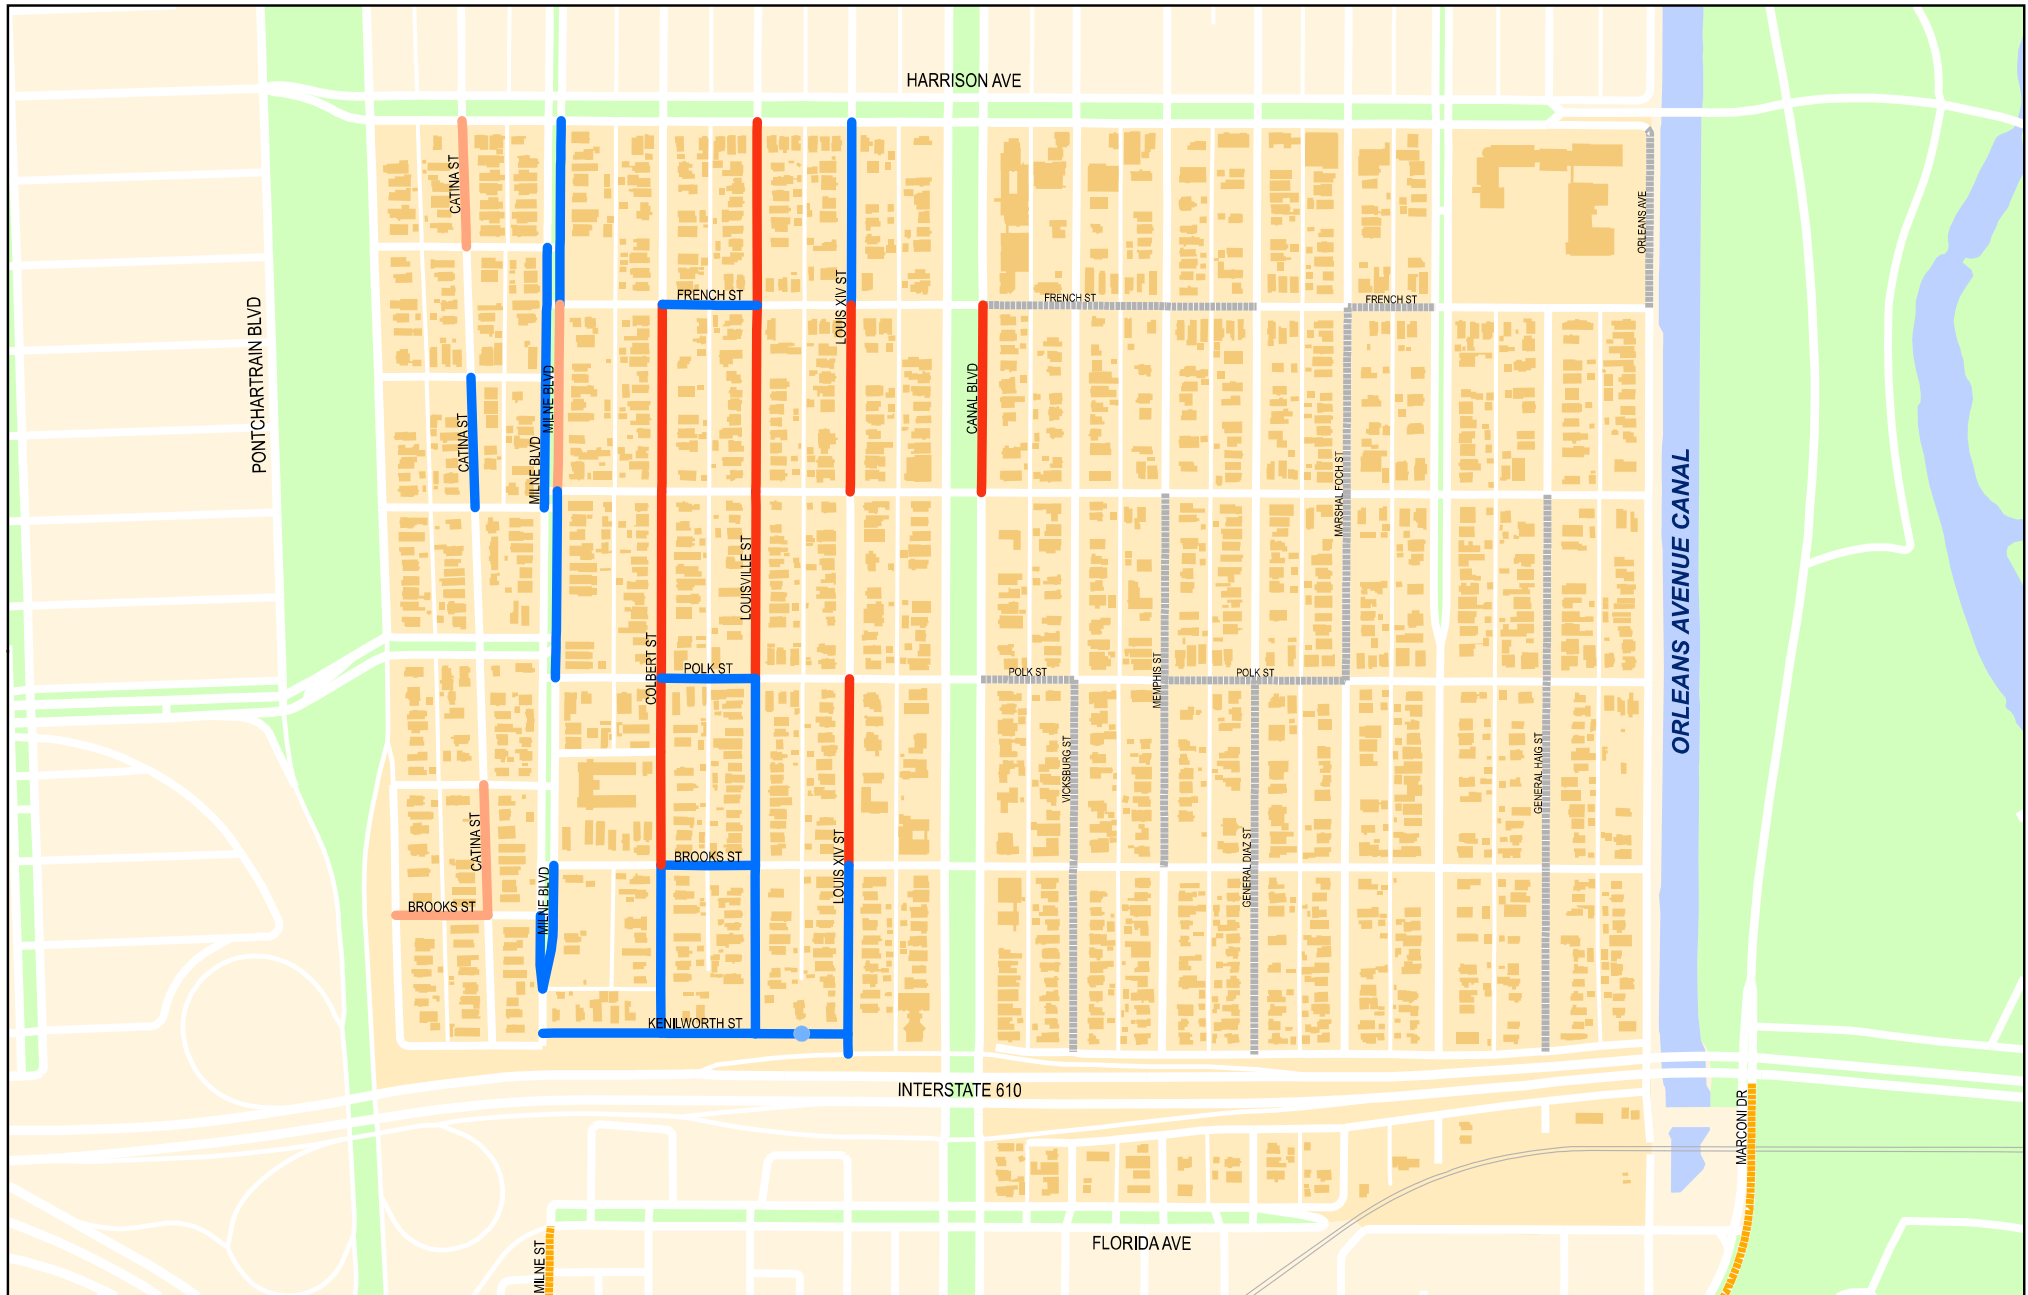 HARRISON AVE
CATINA ST
ORLEANS AVE
FRENCH ST
FRENCH ST
FRENCH ST
LOUIS XIV ST
PONTCHARTRAIN BLVD
MILNE BLVD
CANAL BLVD
CATINA ST
MILNE BLVD
MARSHAL FOCH ST
LOUISVILLE ST
ORLEANS AVENUE CANAL
COLBERT ST
POLK ST
POLK ST
POLK ST
MEMPHIS ST
VICKSBURG ST
GENERAL HAIG ST
CATINA ST
BROOKS ST
LOUIS XIV ST
GENERAL DIAZ ST
BROOKS ST
MILNE BLVD
KENILWORTH ST
INTERSTATE 610
MARCONI DR
FLORIDA AVE
MILNE ST